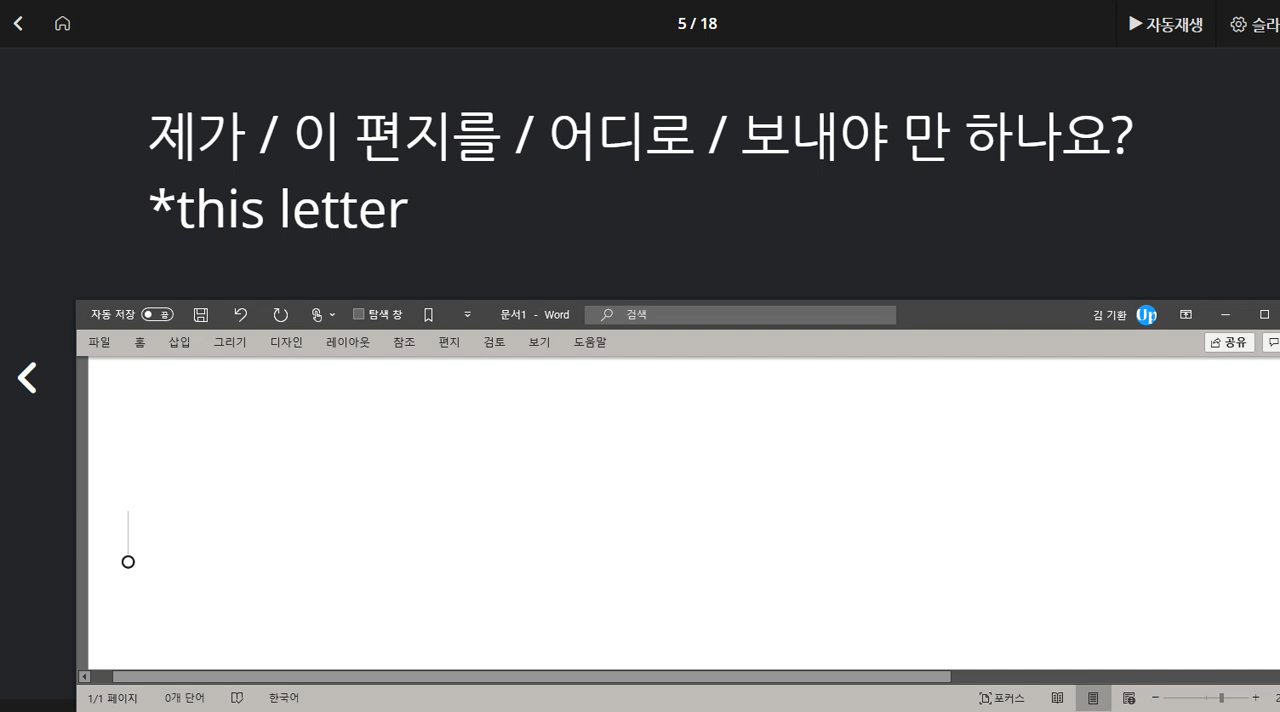 5 / 18
▶ 자동재생
슬라
제가 / 이 편지를 / 어디로 / 보내야 만 하나요?
*this letter
자동 저장 끔
탐색 창
문서1 - Word
검색
김 기환
Up
파일 홈 삽입 그리기 디자인 레이아웃 참조 편지 검토 보기 도움말
공유
1/1 페이지 0개 단어 한국어
포커스
2